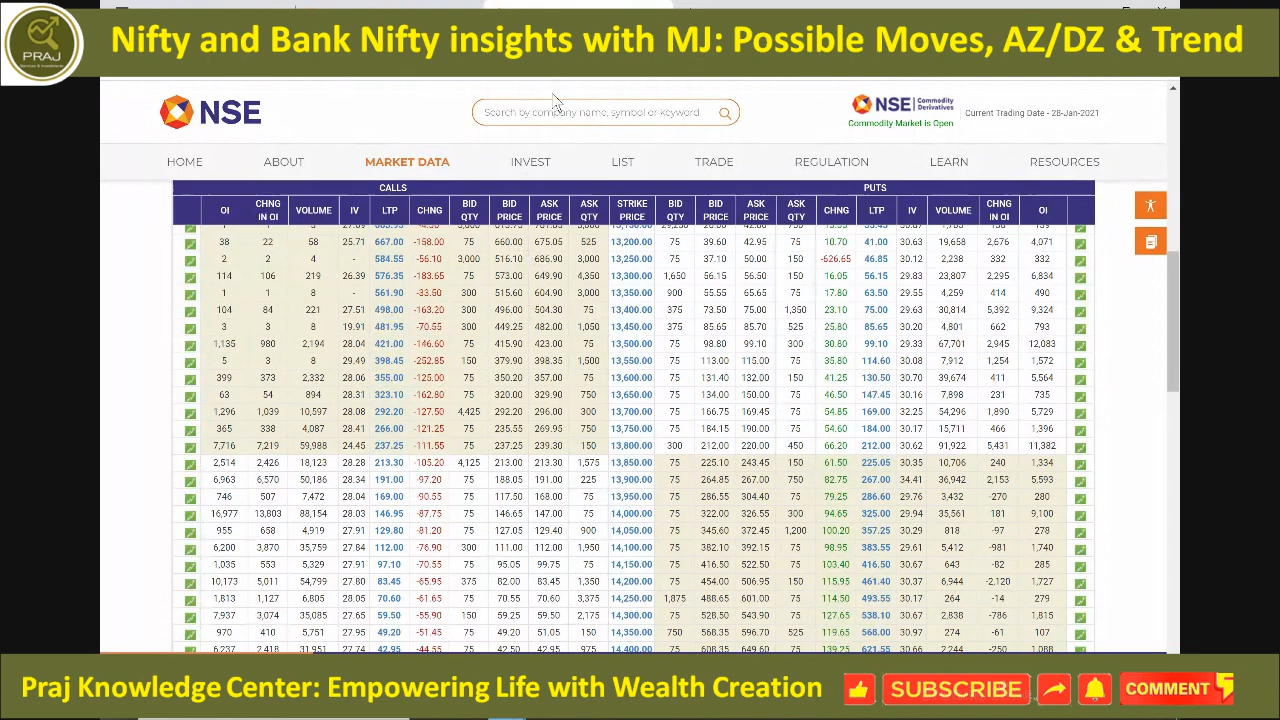 Nifty and Bank Nifty insights with MJ: Possible Moves, AZ/DZ & Trend
PRAJ
NSE
Search by company name, symbol or keyword
NSE Commodity Derivatives
Commodity Market is Open
Current Trading Date - 28-Jan-2021
HOME ABOUT MARKET DATA INVEST LIST TRADE REGULATION LEARN RESOURCES
CALLS PUTS
OI CHNG IN OI VOLUME IV LTP CHNG BID QTY BID PRICE ASK PRICE ASK QTY STRIKE PRICE BID QTY BID PRICE ASK PRICE ASK QTY CHNG LTP IV VOLUME CHNG IN OI OI
38 22 58 25.71 667.00 -158.00 75 660.00 675.05 525 13,200.00 75 39.60 42.95 75 10.70 41.00 30.63 19,658 2,676 4,071
2 2 4 - 584.55 -56.10 3,000 516.10 686.90 3,000 13,250.00 75 37.10 50.00 150 -626.65 46.85 30.12 2,238 332 332
114 106 219 26.39 576.35 -183.65 75 573.00 649.90 4,350 13,300.00 1,650 56.15 56.50 150 16.05 56.15 29.83 23,807 2,295 6,834
1 1 8 - 561.90 -33.50 300 515.60 604.90 3,000 13,350.00 900 55.55 65.65 75 17.80 63.50 29.55 4,259 414 490
104 84 221 27.51 498.00 -163.20 300 496.00 504.30 75 13,400.00 375 73.50 75.00 1,350 23.10 75.00 29.68 30,814 5,392 9,324
3 3 8 19.91 481.95 -70.55 300 449.25 482.00 1,050 13,450.00 375 85.65 85.70 525 25.80 85.65 30.20 4,801 662 793
1,135 980 2,194 28.04 421.00 -146.60 75 415.90 423.00 75 13,500.00 75 98.80 99.10 300 30.80 99.10 29.33 67,701 2,945 12,083
5 3 8 29.49 398.45 -252.85 150 379.90 398.35 1,500 13,550.00 75 113.00 115.00 75 35.80 114.60 30.08 7,912 1,254 1,572
399 373 2,332 28.06 355.00 -125.00 75 350.20 357.00 75 13,600.00 75 131.40 132.00 150 41.25 130.50 30.70 39,674 411 5,564
63 54 894 28.31 323.10 -162.80 75 320.00 329.90 750 13,650.00 75 134.00 150.00 75 46.50 147.45 30.16 7,898 231 735
1,296 1,039 10,597 28.08 292.20 -127.50 4,425 292.20 296.00 300 13,700.00 75 166.75 169.45 75 54.85 169.00 32.25 54,296 1,890 5,729
365 338 4,087 28.41 266.00 -121.25 75 235.55 269.95 750 13,750.00 75 184.15 190.00 75 54.60 184.00 30.17 15,711 466 1,396
7,716 7,219 59,988 24.45 237.25 -111.55 75 237.25 239.30 150 13,800.00 300 212.00 220.00 450 66.20 212.00 30.62 91,922 5,431 11,382
2,514 2,426 18,123 28.28 213.30 -105.20 4,125 213.00 213.30 1,575 13,850.00 75 225.10 243.45 150 61.50 225.05 30.35 10,706 240 1,334
6,963 6,570 50,186 28.34 191.00 -97.20 75 188.05 191.00 225 13,900.00 75 264.85 267.00 750 82.75 267.00 34.41 36,942 2,153 5,593
746 507 7,472 28.04 169.00 -90.55 75 117.50 168.00 75 13,950.00 75 286.55 304.40 75 79.25 286.60 29.76 3,432 -270 280
16,977 13,803 88,154 28.03 146.95 -87.75 75 146.65 147.00 75 14,000.00 75 322.00 326.55 300 94.65 325.00 29.94 35,561 181 9,100
955 658 4,919 27.91 129.80 -81.20 75 127.05 129.40 900 14,050.00 75 345.60 372.45 1,200 100.20 357.25 29.64 818 -97 278
6,200 3,870 35,759 27.84 112.00 -76.90 300 111.00 112.00 1,950 14,100.00 75 382.10 392.15 75 98.95 383.55 29.61 5,412 -981 1,740
1,035 553 5,329 27.91 97.10 -70.55 75 95.05 99.75 75 14,150.00 75 416.50 522.50 75 103.40 416.50 30.67 643 -82 285
10,173 5,011 54,799 27.80 83.45 -65.95 375 82.00 83.45 1,350 14,200.00 75 454.00 506.95 150 115.95 461.40 30.37 6,944 -2,120 1,727
1,813 1,127 6,805 28.05 70.60 -61.65 75 70.55 70.60 3,375 14,250.00 1,875 488.65 601.00 75 114.50 493.55 30.17 264 -14 279
7,937 3,074 35,085 27.65 59.50 -55.90 150 59.25 59.50 2,175 14,300.00 75 528.50 543.90 75 127.65 538.10 30.79 2,838 -786 1,815
970 410 5,751 27.95 49.20 -51.45 75 49.20 51.05 150 14,350.00 750 568.35 596.70 525 119.65 568.00 30.97 274 -61 107
6,237 2,418 31,951 27.74 42.95 -44.55 75 42.50 42.95 975 14,400.00 75 608.35 649.60 75 139.25 621.55 30.66 2,244 -250 1,088
Praj Knowledge Center: Empowering Life with Wealth Creation
SUBSCRIBE
COMMENT